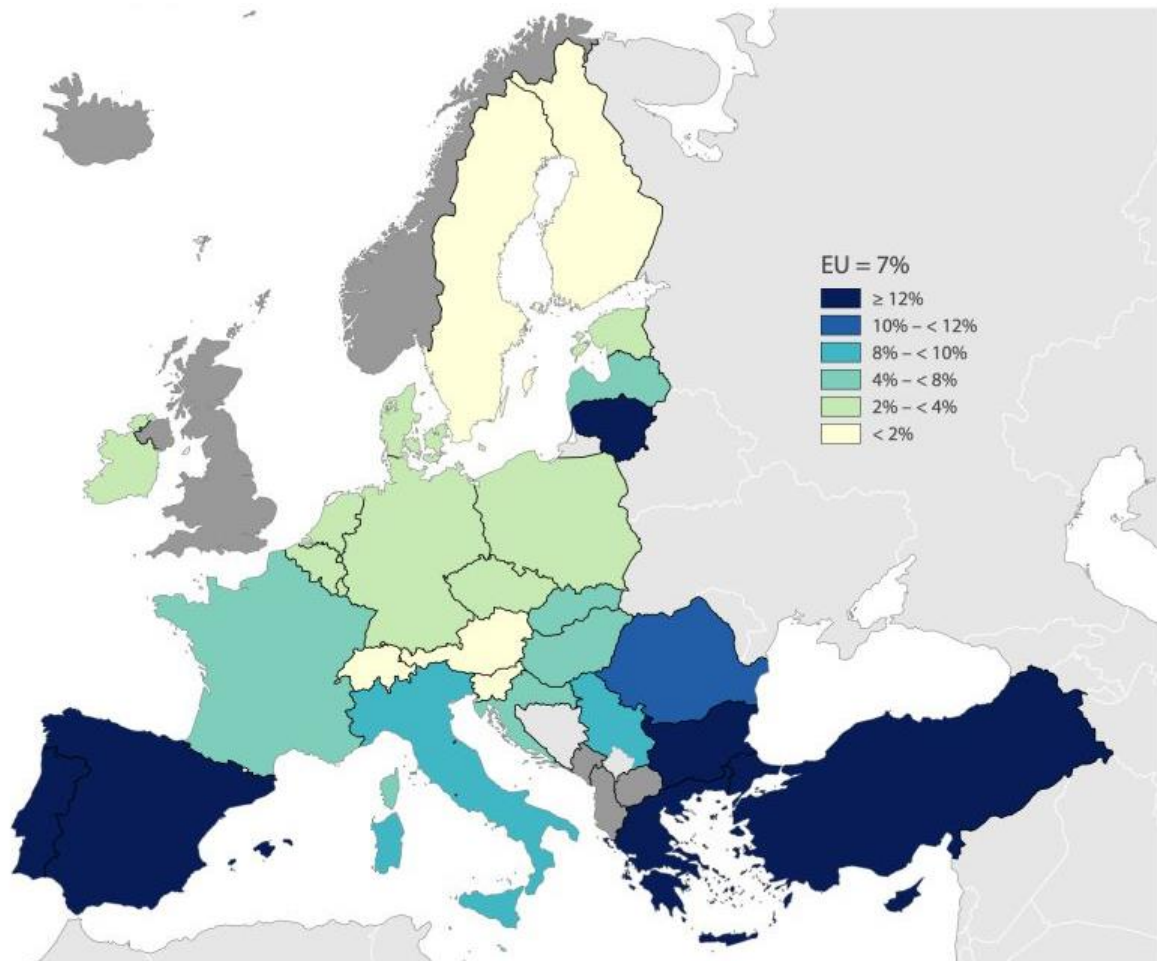 EU = 7%
≥ 12%
10% – < 12%
8% – < 10%
4% – < 8%
2% – < 4%
< 2%